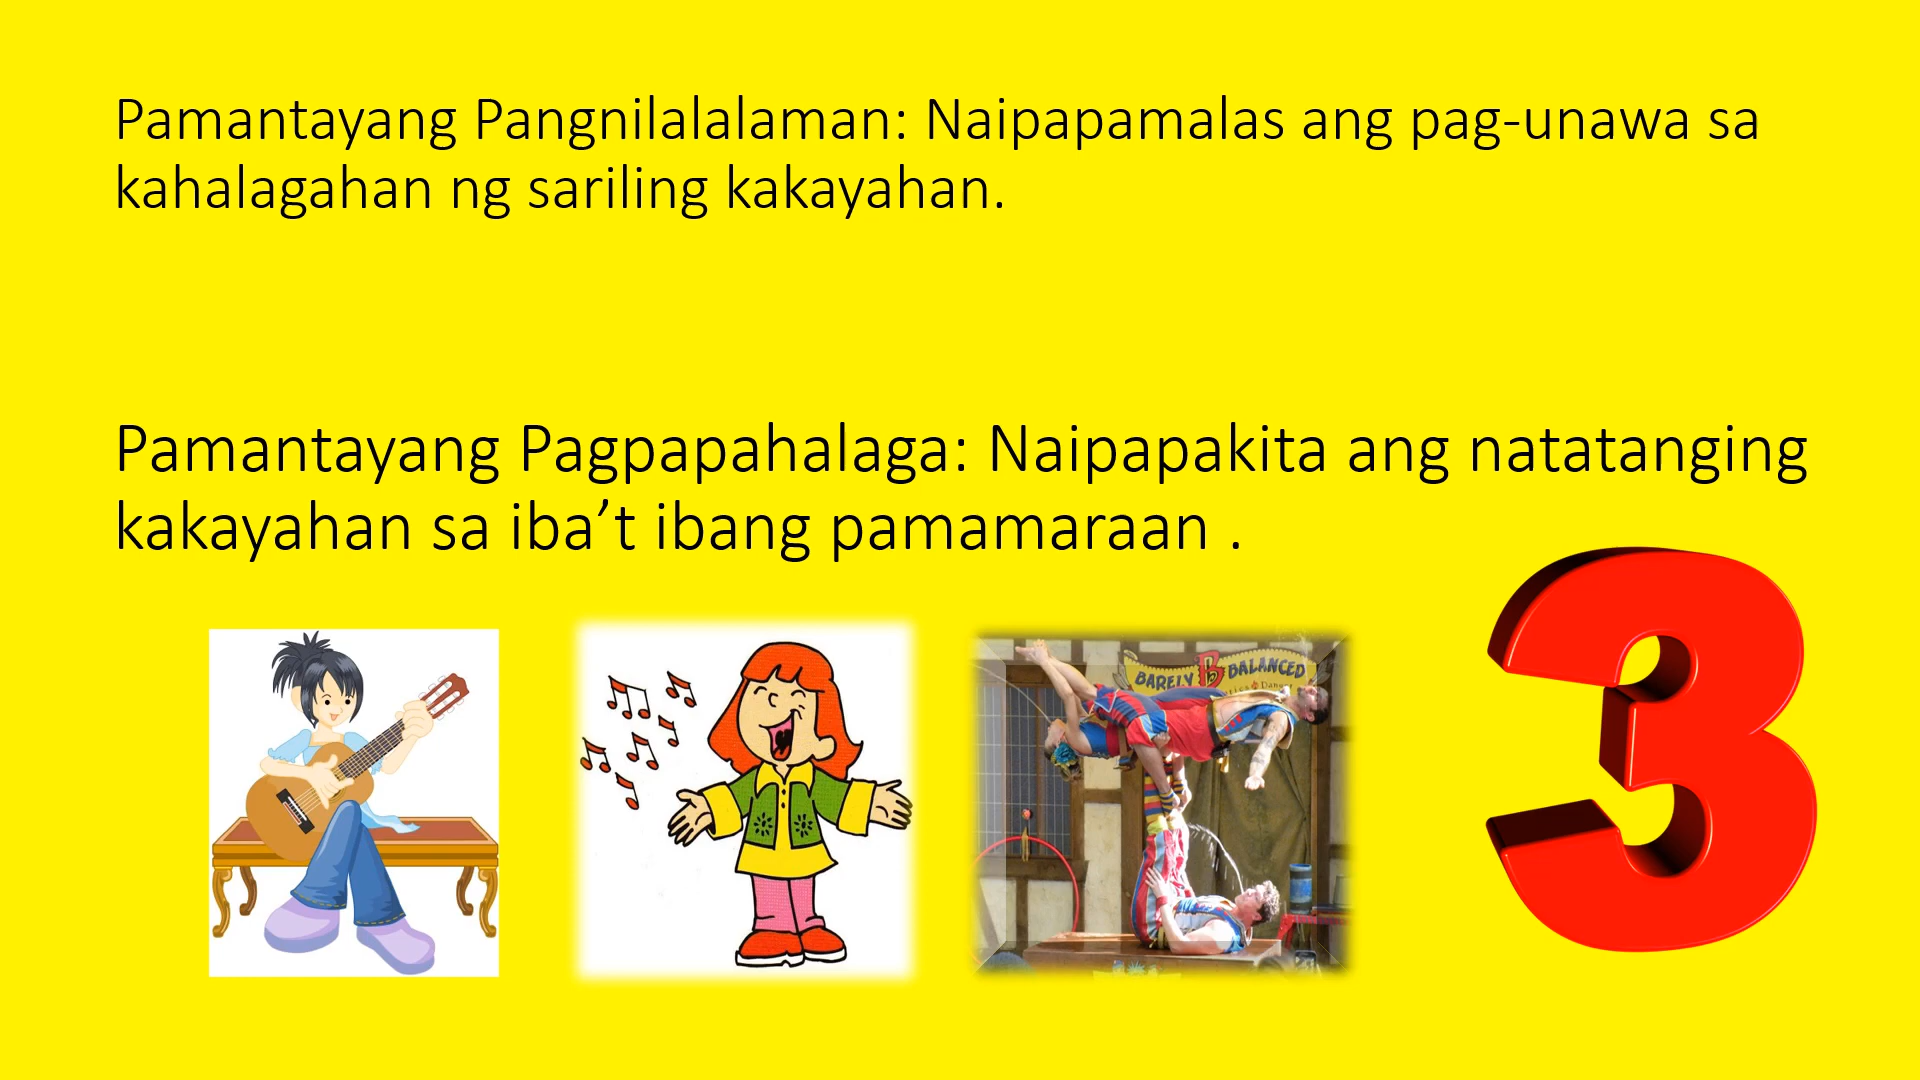 Pamantayang Pangnilalalaman: Naipapamalas ang pag-unawa sa
kahalagahan ng sariling kakayahan.
Pamantayang Pagpapahalaga: Naipapakita ang natatanging
kakayahan sa iba’t ibang pamamaraan .
BARELY B BALANCED
3